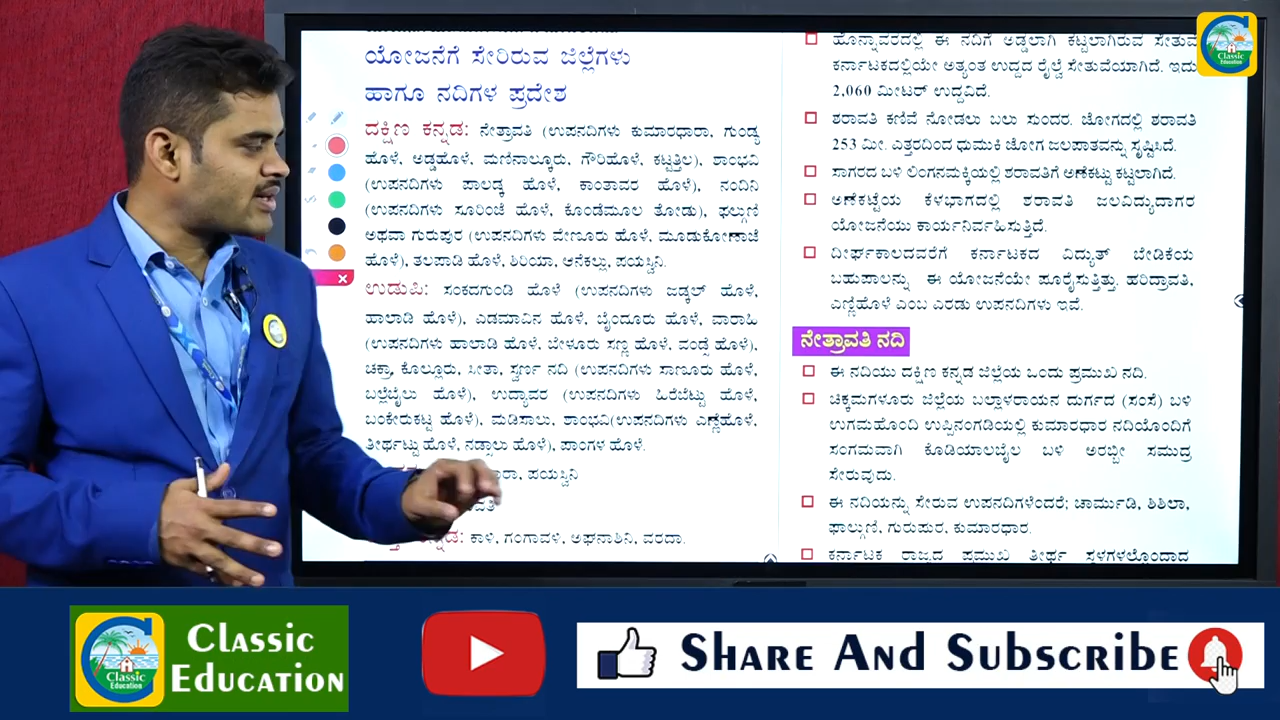 ಯೋಜನೆಗೆ ಸೇರಿರುವ ಜಿಲ್ಲೆಗಳು
ಹಾಗೂ ನದಿಗಳ ಪ್ರದೇಶ
ದಕ್ಷಿಣ ಕನ್ನಡ: ನೇತ್ರಾವತಿ (ಉಪನದಿಗಳು ಕುಮಾರಧಾರಾ, ಗುಂಡ್ಯ
ಹೊಳೆ, ಅಡ್ಡಹೊಳೆ, ಮಣಿನಾಲ್ಕೂರು, ಗೌರಿಹೊಳೆ, ಕಟ್ಟತ್ತಿಲ), ಶಾಂಭವಿ
(ಉಪನದಿಗಳು ಪಾಲಡ್ಕ ಹೊಳೆ, ಕಾಂತಾವರ ಹೊಳೆ), ನಂದಿನಿ
(ಉಪನದಿಗಳು ಸೂರಿಂಜೆ ಹೊಳೆ, ಕೊಂಡೆಮೂಲ ತೋಡು), ಫಲ್ಗುಣಿ
ಅಥವಾ ಗುರುಪುರ (ಉಪನದಿಗಳು ವೇಣೂರು ಹೊಳೆ, ಮೂಡುಕೋಣಾಜೆ
ಹೊಳೆ), ತಲಪಾಡಿ ಹೊಳೆ, ಶಿರಿಯಾ, ಆನೆಕಲ್ಲು, ಪಯಸ್ವಿನಿ.
ಉಡುಪಿ: ಸಂಕದಗುಂಡಿ ಹೊಳೆ (ಉಪನದಿಗಳು ಜಡ್ಕಲ್ ಹೊಳೆ,
ಹಾಲಾಡಿ ಹೊಳೆ), ಎಡಮಾವಿನ ಹೊಳೆ, ಬೈಂದೂರು ಹೊಳೆ, ವಾರಾಹಿ
(ಉಪನದಿಗಳು ಹಾಲಾಡಿ ಹೊಳೆ, ಬೇಳೂರು ಸಣ್ಣ ಹೊಳೆ, ವಂಡ್ಸೆ ಹೊಳೆ),
ಚಕ್ರಾ, ಕೊಲ್ಲೂರು, ಸೀತಾ, ಸ್ವರ್ಣ ನದಿ (ಉಪನದಿಗಳು ಸಾಣೂರು ಹೊಳೆ,
ಬಲ್ಲೆಬೈಲು ಹೊಳೆ), ಉದ್ಯಾವರ (ಉಪನದಿಗಳು ಹಿರೆಬೆಟ್ಟು ಹೊಳೆ,
ಬಂಕೇರುಕಟ್ಟ ಹೊಳೆ), ಮಡಿಸಾಲು, ಶಾಂಭವಿ(ಉಪನದಿಗಳು ಎಣ್ಣೆಹೊಳೆ,
ತೀರ್ಥಟ್ಟು ಹೊಳೆ, ನಡ್ಪಾಲು ಹೊಳೆ), ಪಾಂಗಳ ಹೊಳೆ.
ಪಯಸ್ವಿನಿ
ಕಾಳಿ, ಗಂಗಾವಳಿ, ಅಘನಾಶಿನಿ, ವರದಾ.
ಹೊನ್ನಾವರದಲ್ಲಿ ಈ ನದಿಗೆ ಅಡ್ಡಲಾಗಿ ಕಟ್ಟಲಾಗಿರುವ ಸೇತುವೆ
ಕರ್ನಾಟಕದಲ್ಲಿಯೇ ಅತ್ಯಂತ ಉದ್ದದ ರೈಲ್ವೆ ಸೇತುವೆಯಾಗಿದೆ. ಇದು
2,060 ಮೀಟರ್ ಉದ್ದವಿದೆ.
ಶರಾವತಿ ಕಣಿವೆ ನೋಡಲು ಬಲು ಸುಂದರ. ಜೋಗದಲ್ಲಿ ಶರಾವತಿ
253 ಮೀ. ಎತ್ತರದಿಂದ ಧುಮುಕಿ ಜೋಗ ಜಲಪಾತವನ್ನು ಸೃಷ್ಟಿಸಿದೆ.
ಸಾಗರದ ಬಳಿ ಲಿಂಗನಮಕ್ಕಿಯಲ್ಲಿ ಶರಾವತಿಗೆ ಅಣೆಕಟ್ಟು ಕಟ್ಟಲಾಗಿದೆ.
ಅಣೆಕಟ್ಟೆಯ ಕೆಳಭಾಗದಲ್ಲಿ ಶರಾವತಿ ಜಲವಿದ್ಯುದಾಗರ
ಯೋಜನೆಯು ಕಾರ್ಯನಿರ್ವಹಿಸುತ್ತಿದೆ.
ದೀರ್ಘಕಾಲದವರೆಗೆ ಕರ್ನಾಟಕದ ವಿದ್ಯುತ್ ಬೇಡಿಕೆಯ
ಬಹುಪಾಲನ್ನು ಈ ಯೋಜನೆಯೇ ಪೂರೈಸುತ್ತಿತ್ತು. ಹರಿದ್ರಾವತಿ,
ಎಣ್ಣೆಹೊಳೆ ಎಂಬ ಎರಡು ಉಪನದಿಗಳು ಇವೆ.
ನೇತ್ರಾವತಿ ನದಿ
ಈ ನದಿಯು ದಕ್ಷಿಣ ಕನ್ನಡ ಜಿಲ್ಲೆಯ ಒಂದು ಪ್ರಮುಖ ನದಿ.
ಚಿಕ್ಕಮಗಳೂರು ಜಿಲ್ಲೆಯ ಬಲ್ಲಾಳರಾಯನ ದುರ್ಗದ (ಸಂಸೆ) ಬಳಿ
ಉಗಮಹೊಂದಿ ಉಪ್ಪಿನಂಗಡಿಯಲ್ಲಿ ಕುಮಾರಧಾರ ನದಿಯೊಂದಿಗೆ
ಸಂಗಮವಾಗಿ ಕೂಡಿಯಾಲಬೈಲ ಬಳಿ ಅರಬ್ಬೀ ಸಮುದ್ರ
ಸೇರುವುದು.
ಈ ನದಿಯನ್ನು ಸೇರುವ ಉಪನದಿಗಳೆಂದರೆ; ಚಾರ್ಮುಡಿ, ಶಿಶಿಲಾ,
ಫಾಲ್ಗುಣಿ, ಗುರುಪುರ, ಕುಮಾರಧಾರ.
ಕರ್ನಾಟಕ ರಾಜ್ಯದ ಪ್ರಮುಖ ತೀರ್ಥ ಸ್ಥಳಗಳಲ್ಲೊಂದಾದ
Classic
Education
Classic
Education
Classic
Education
Share And Subscribe